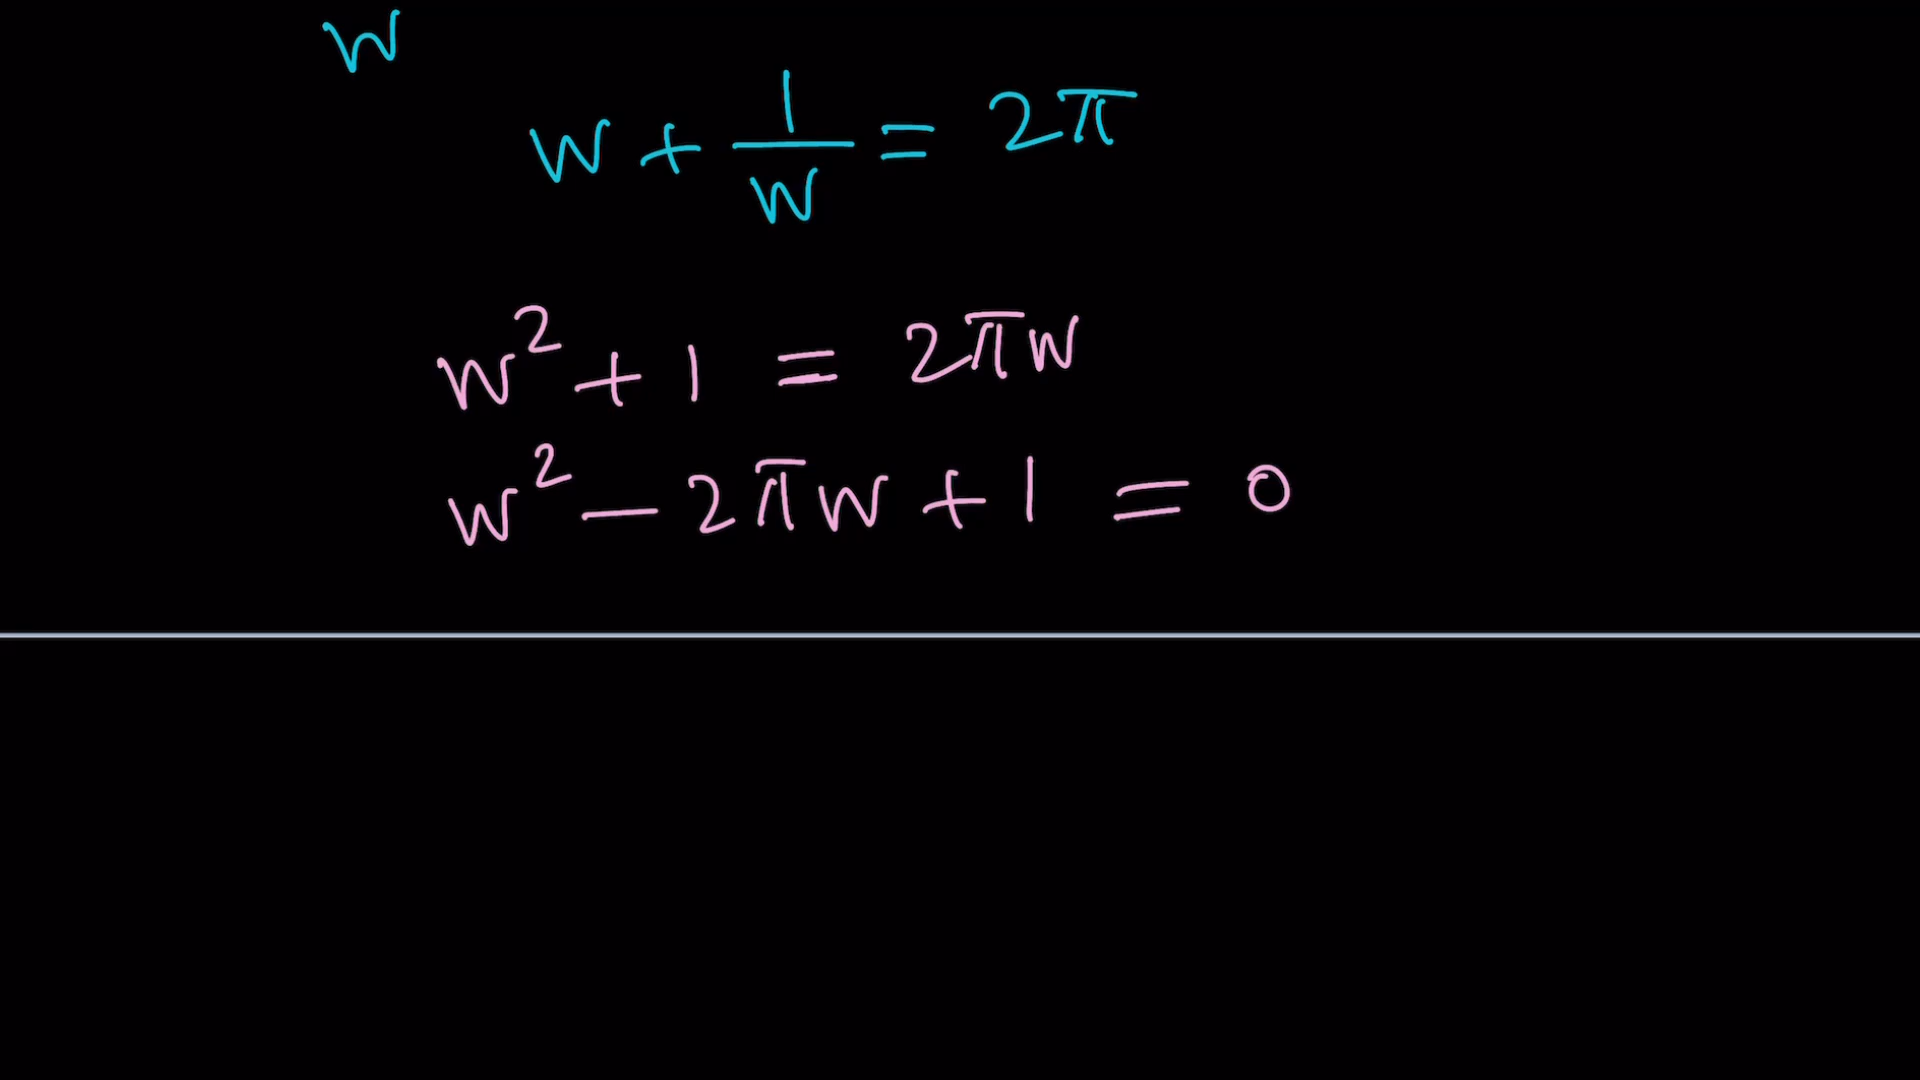 w
w + 1/w = 2π
w² + 1 = 2πw
w² − 2πw + 1 = 0